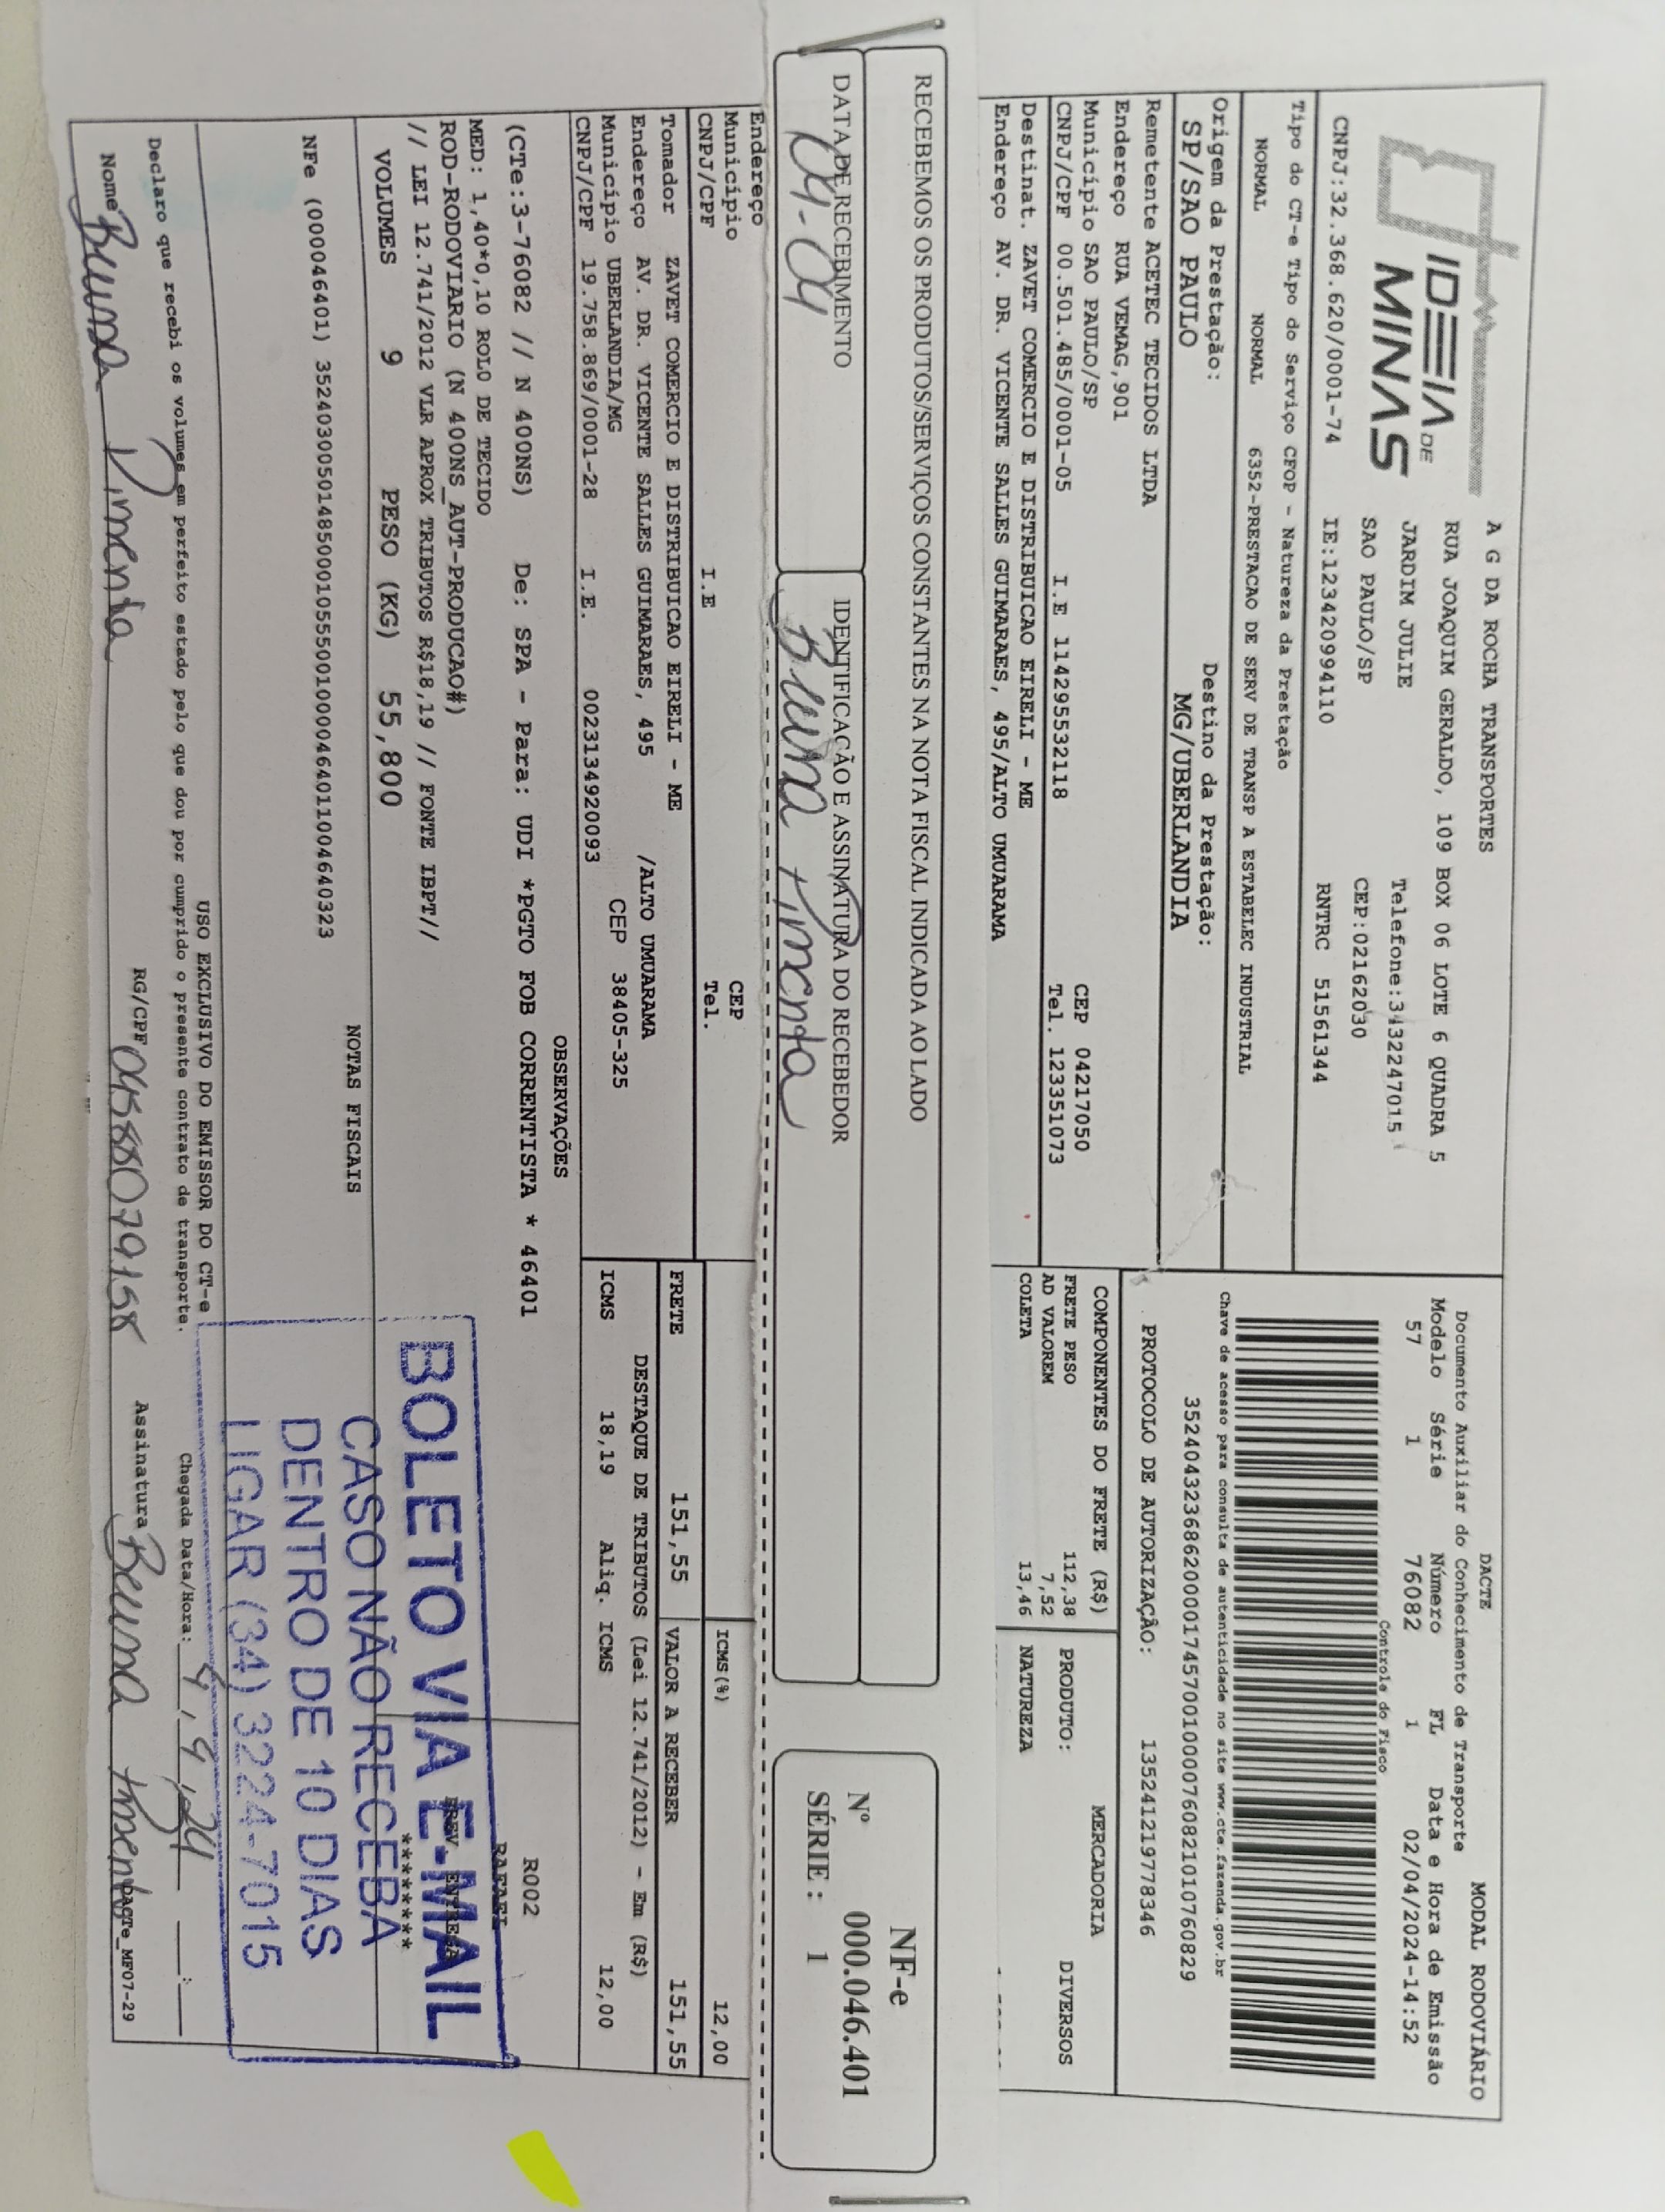 IDEIA DE
MINAS
A G DA ROCHA TRANSPORTES
RUA JOAQUIM GERALDO, 109 BOX 06 LOTE 6 QUADRA 5
JARDIM JULIE Telefone:3432247015
SAO PAULO/SP CEP:02162030
CNPJ:32.368.620/0001-74 IE:123420994110 RNTRC 51561344
Tipo do CT-e Tipo do Serviço CFOP - Natureza da Prestação
NORMAL NORMAL 6352-PRESTACAO DE SERV DE TRANSP A ESTABELEC INDUSTRIAL
Origem da Prestação: Destino da Prestação:
SP/SAO PAULO MG/UBERLANDIA
Remetente ACETEC TECIDOS LTDA
Endereço RUA VEMAG,901
Município SAO PAULO/SP CEP 04217050
CNPJ/CPF 00.501.485/0001-05 I.E 114295532118 Tel. 123351073
Destinat. ZAVET COMERCIO E DISTRIBUICAO EIRELI - ME
Endereço AV. DR. VICENTE SALLES GUIMARAES, 495/ALTO UMUARAMA
DACTE MODAL RODOVIÁRIO
Documento Auxiliar do Conhecimento de Transporte
Modelo Série Número FL Data e Hora de Emissão
57 1 76082 1 02/04/2024-14:52
Controle do Fisco
Chave de acesso para consulta de autenticidade no site www.cte.fazenda.gov.br
35240432368620000174570010000760821010760829
PROTOCOLO DE AUTORIZAÇÃO: 135241219778346
COMPONENTES DO FRETE (R$) MERCADORIA
FRETE PESO 112,38 PRODUTO: DIVERSOS
AD VALOREM 7,52
COLETA 13,46 NATUREZA
RECEBEMOS OS PRODUTOS/SERVIÇOS CONSTANTES NA NOTA FISCAL INDICADA AO LADO
DATA DE RECEBIMENTO IDENTIFICAÇÃO E ASSINATURA DO RECEBEDOR
04-04 Bruna Pimenta
NF-e
Nº 000.046.401
SÉRIE : 1
Endereço
Município CEP
CNPJ/CPF I.E Tel.
ICMS(%) 12,00
Tomador ZAVET COMERCIO E DISTRIBUICAO EIRELI - ME
Endereço AV. DR. VICENTE SALLES GUIMARAES, 495 /ALTO UMUARAMA
Município UBERLANDIA/MG CEP 38405-325
CNPJ/CPF 19.758.869/0001-28 I.E. 0023134920093
FRETE 151,55 VALOR A RECEBER 151,55
DESTAQUE DE TRIBUTOS (Lei 12.741/2012) - Em (R$)
ICMS 18,19 Aliq. ICMS 12,00
OBSERVAÇÕES
(CTe:3-76082 // N 400NS) De: SPA - Para: UDI *PGTO FOB CORRENTISTA * 46401
MED: 1,40*0,10 ROLO DE TECIDO
ROD-RODOVIARIO (N 400NS_AUT-PRODUCAO#)
// LEI 12.741/2012 VLR APROX TRIBUTOS R$18,19 // FONTE IBPT//
R002
RAFAEL
PREV. ENTREGA
********
VOLUMES 9 PESO (KG) 55,800
NOTAS FISCAIS
NFe (000046401) 35240300501485000105550010000464011004640323
BOLETO VIA E-MAIL
CASO NÃO RECEBA
DENTRO DE 10 DIAS
LIGAR (34) 3224-7015
USO EXCLUSIVO DO EMISSOR DO CT-e
Declaro que recebi os volumes em perfeito estado pelo que dou por cumprido o presente contrato de transporte. Chegada Data/Hora: 4,4,24 :
Nome Bruna Pimenta RG/CPF 04588079158 Assinatura Bruna Pimenta
DACTe_MF07-29